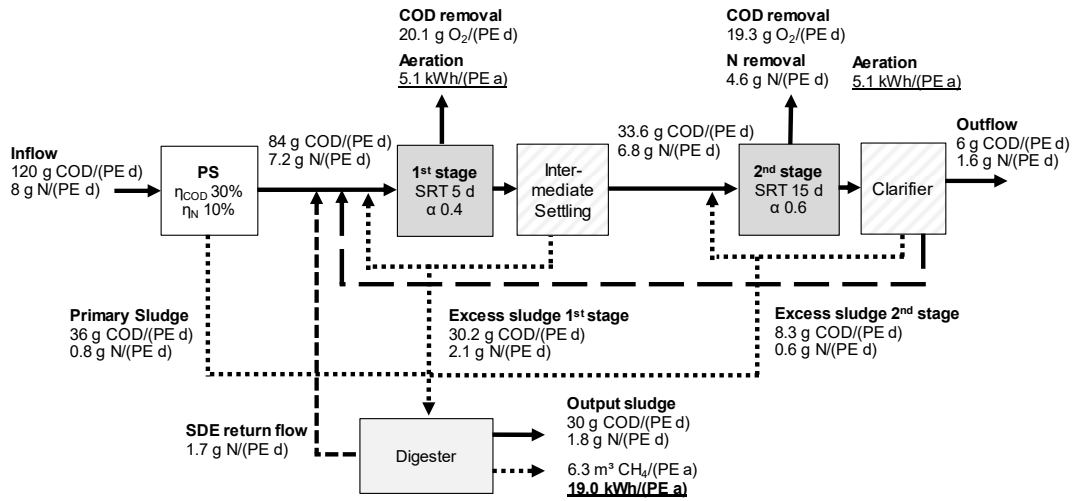 COD removal
20.1 g O₂/(PE d)
Aeration
5.1 kWh/(PE a)
COD removal
19.3 g O₂/(PE d)
N removal
4.6 g N/(PE d)
Aeration
5.1 kWh/(PE a)
Inflow
120 g COD/(PE d)
8 g N/(PE d)
PS
ηCOD 30%
ηN 10%
84 g COD/(PE d)
7.2 g N/(PE d)
1st stage
SRT 5 d
α 0.4
Inter-
mediate
Settling
33.6 g COD/(PE d)
6.8 g N/(PE d)
2nd stage
SRT 15 d
α 0.6
Clarifier
Outflow
6 g COD/(PE d)
1.6 g N/(PE d)
Primary Sludge
36 g COD/(PE d)
0.8 g N/(PE d)
Excess sludge 1st stage
30.2 g COD/(PE d)
2.1 g N/(PE d)
Excess sludge 2nd stage
8.3 g COD/(PE d)
0.6 g N/(PE d)
SDE return flow
1.7 g N/(PE d)
Digester
Output sludge
30 g COD/(PE d)
1.8 g N/(PE d)
6.3 m³ CH₄/(PE a)
19.0 kWh/(PE a)